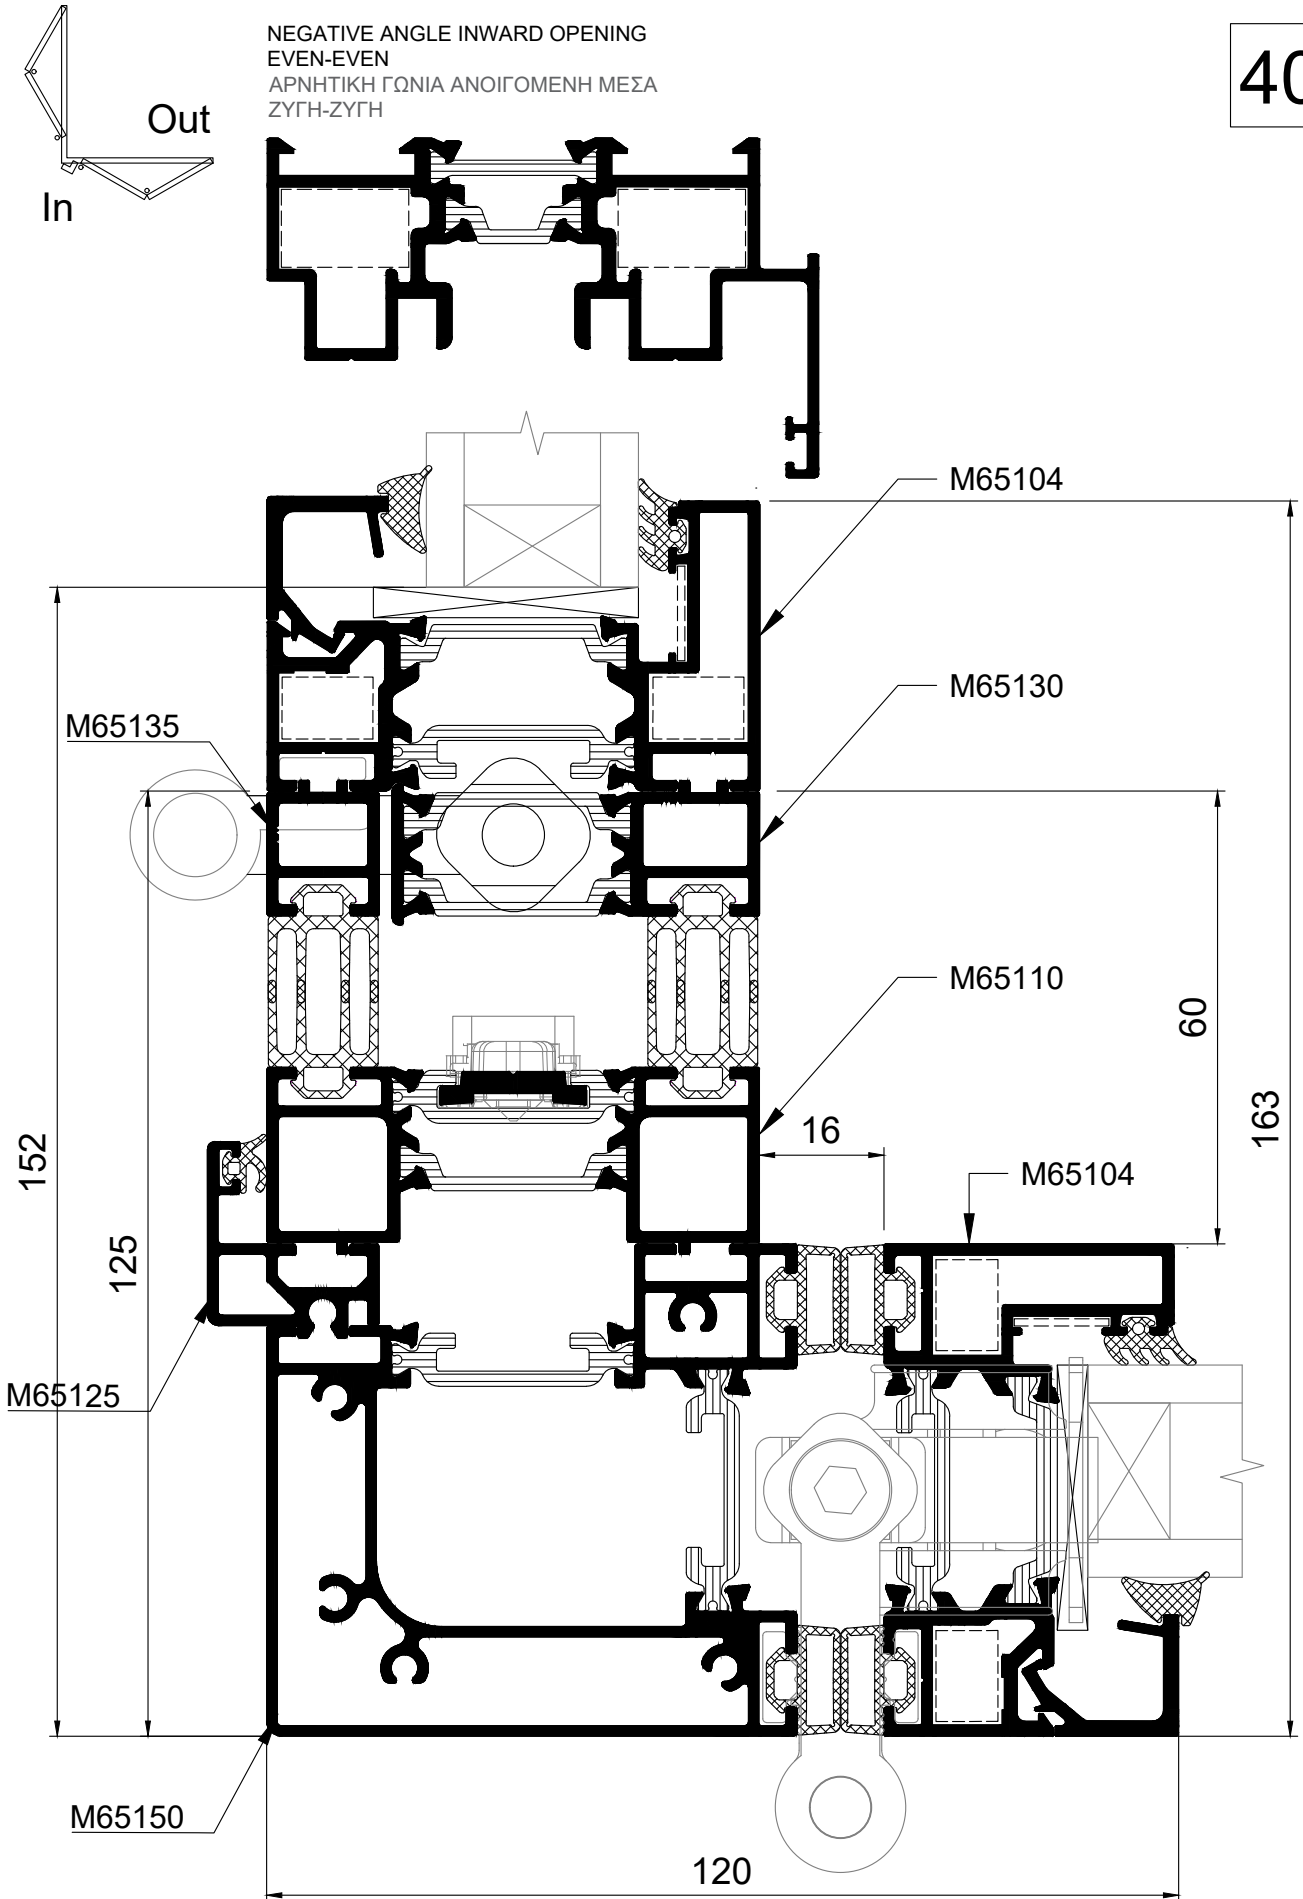 NEGATIVE ANGLE INWARD OPENING
EVEN-EVEN
ΑΡΝΗΤΙΚΗ ΓΩΝΙΑ ΑΝΟΙΓΟΜΕΝΗ ΜΕΣΑ
ΖΥΓΗ-ΖΥΓΗ
40
Out
In
M65104
M65130
M65135
M65110
60
163
16
152
M65104
125
M65125
M65150
120